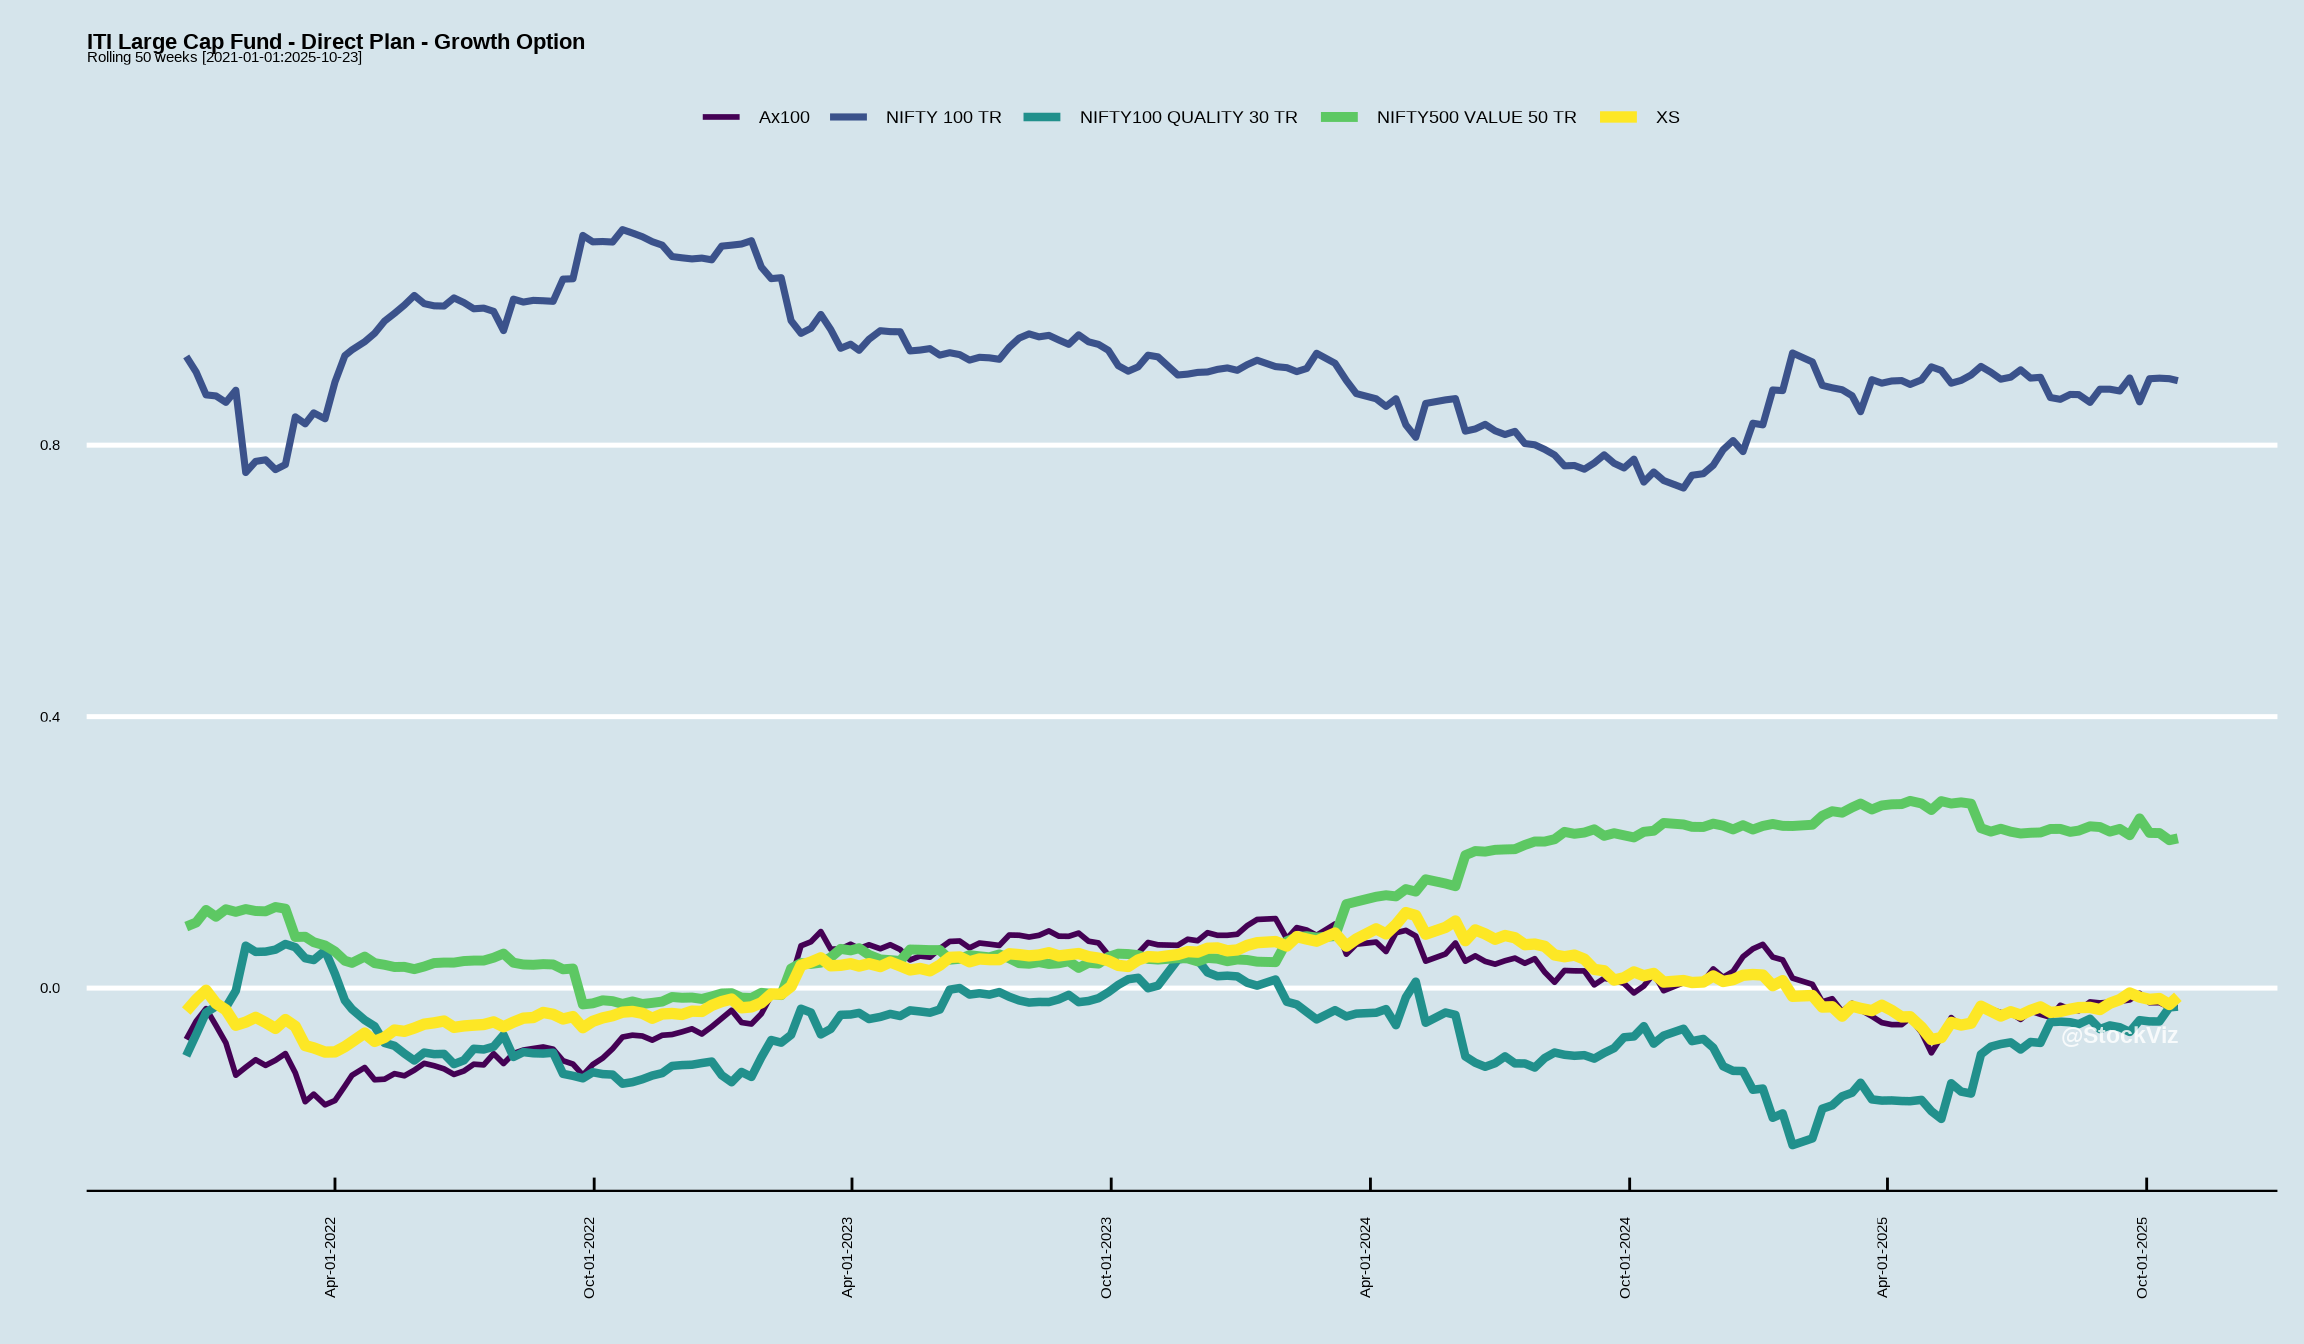 ITI Large Cap Fund - Direct Plan - Growth Option
Rolling 50 weeks [2021-01-01:2025-10-23]
Ax100 NIFTY 100 TR NIFTY100 QUALITY 30 TR NIFTY500 VALUE 50 TR XS
0.8
0.4
0.0
@StockViz
Apr-01-2022 Oct-01-2022 Apr-01-2023 Oct-01-2023 Apr-01-2024 Oct-01-2024 Apr-01-2025 Oct-01-2025